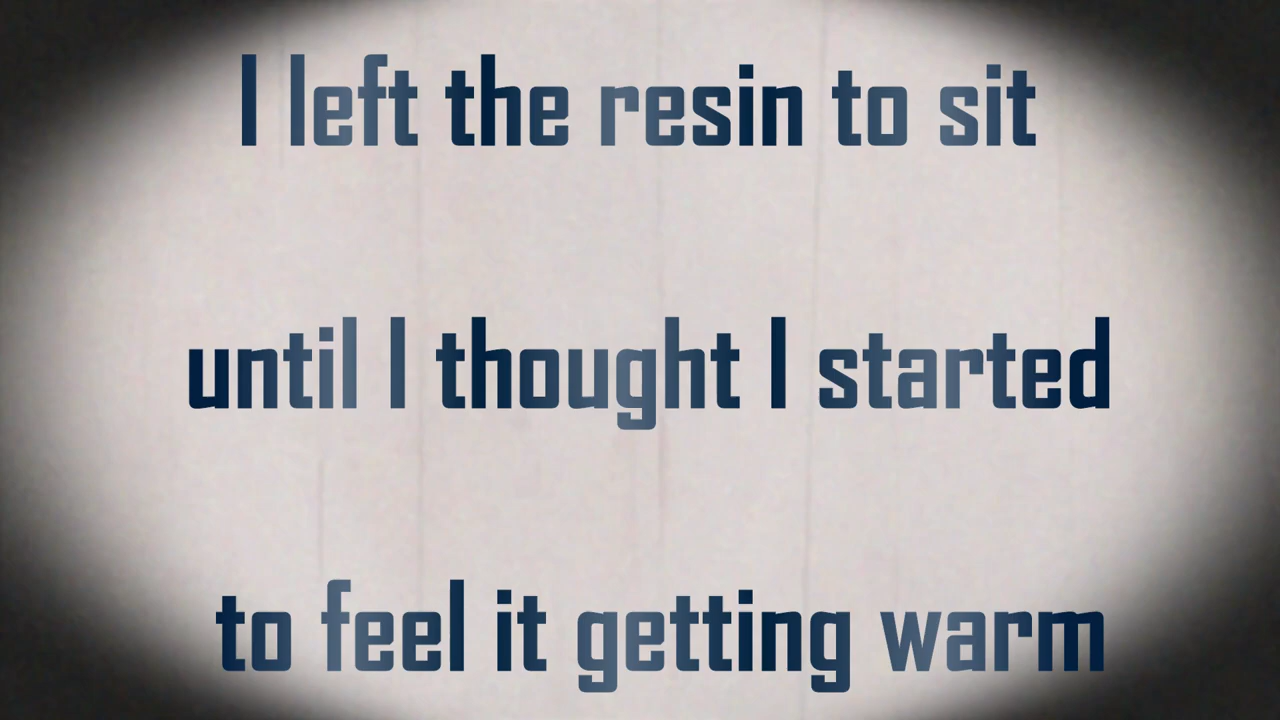 I left the resin to sit
until I thought I started
to feel it getting warm